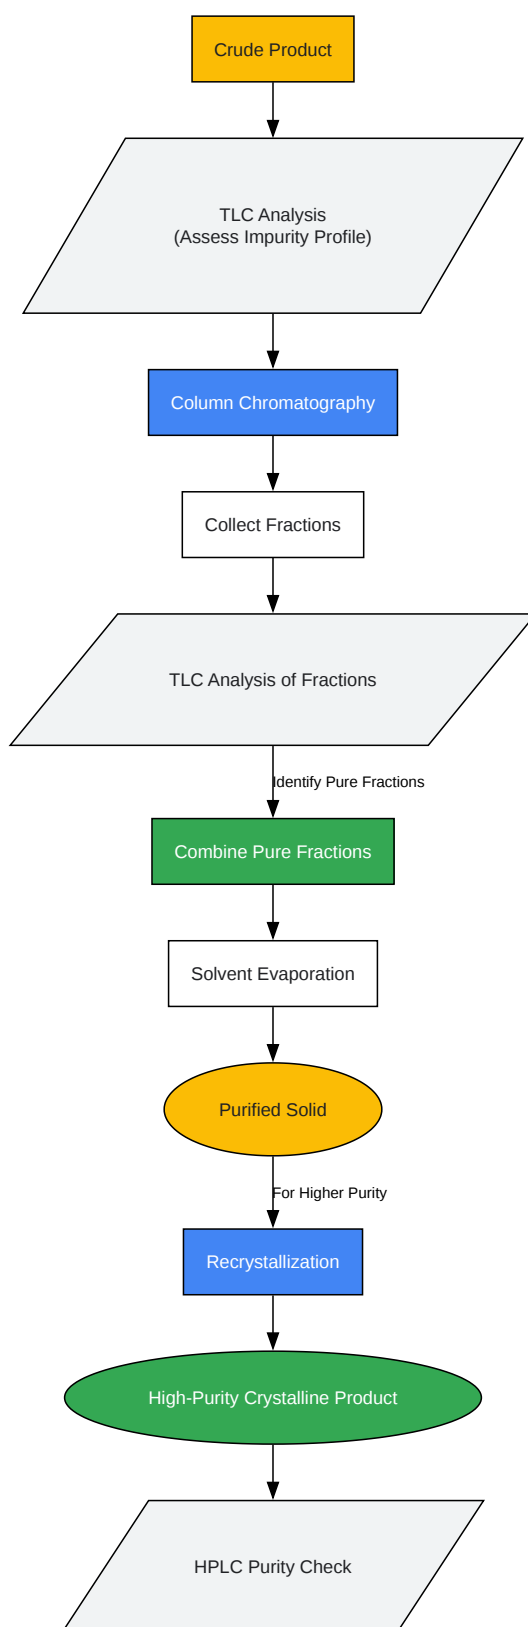 Crude Product
TLC Analysis
(Assess Impurity Profile)
Column Chromatography
Collect Fractions
TLC Analysis of Fractions
Identify Pure Fractions
Combine Pure Fractions
Solvent Evaporation
Purified Solid
For Higher Purity
Recrystallization
High-Purity Crystalline Product
HPLC Purity Check